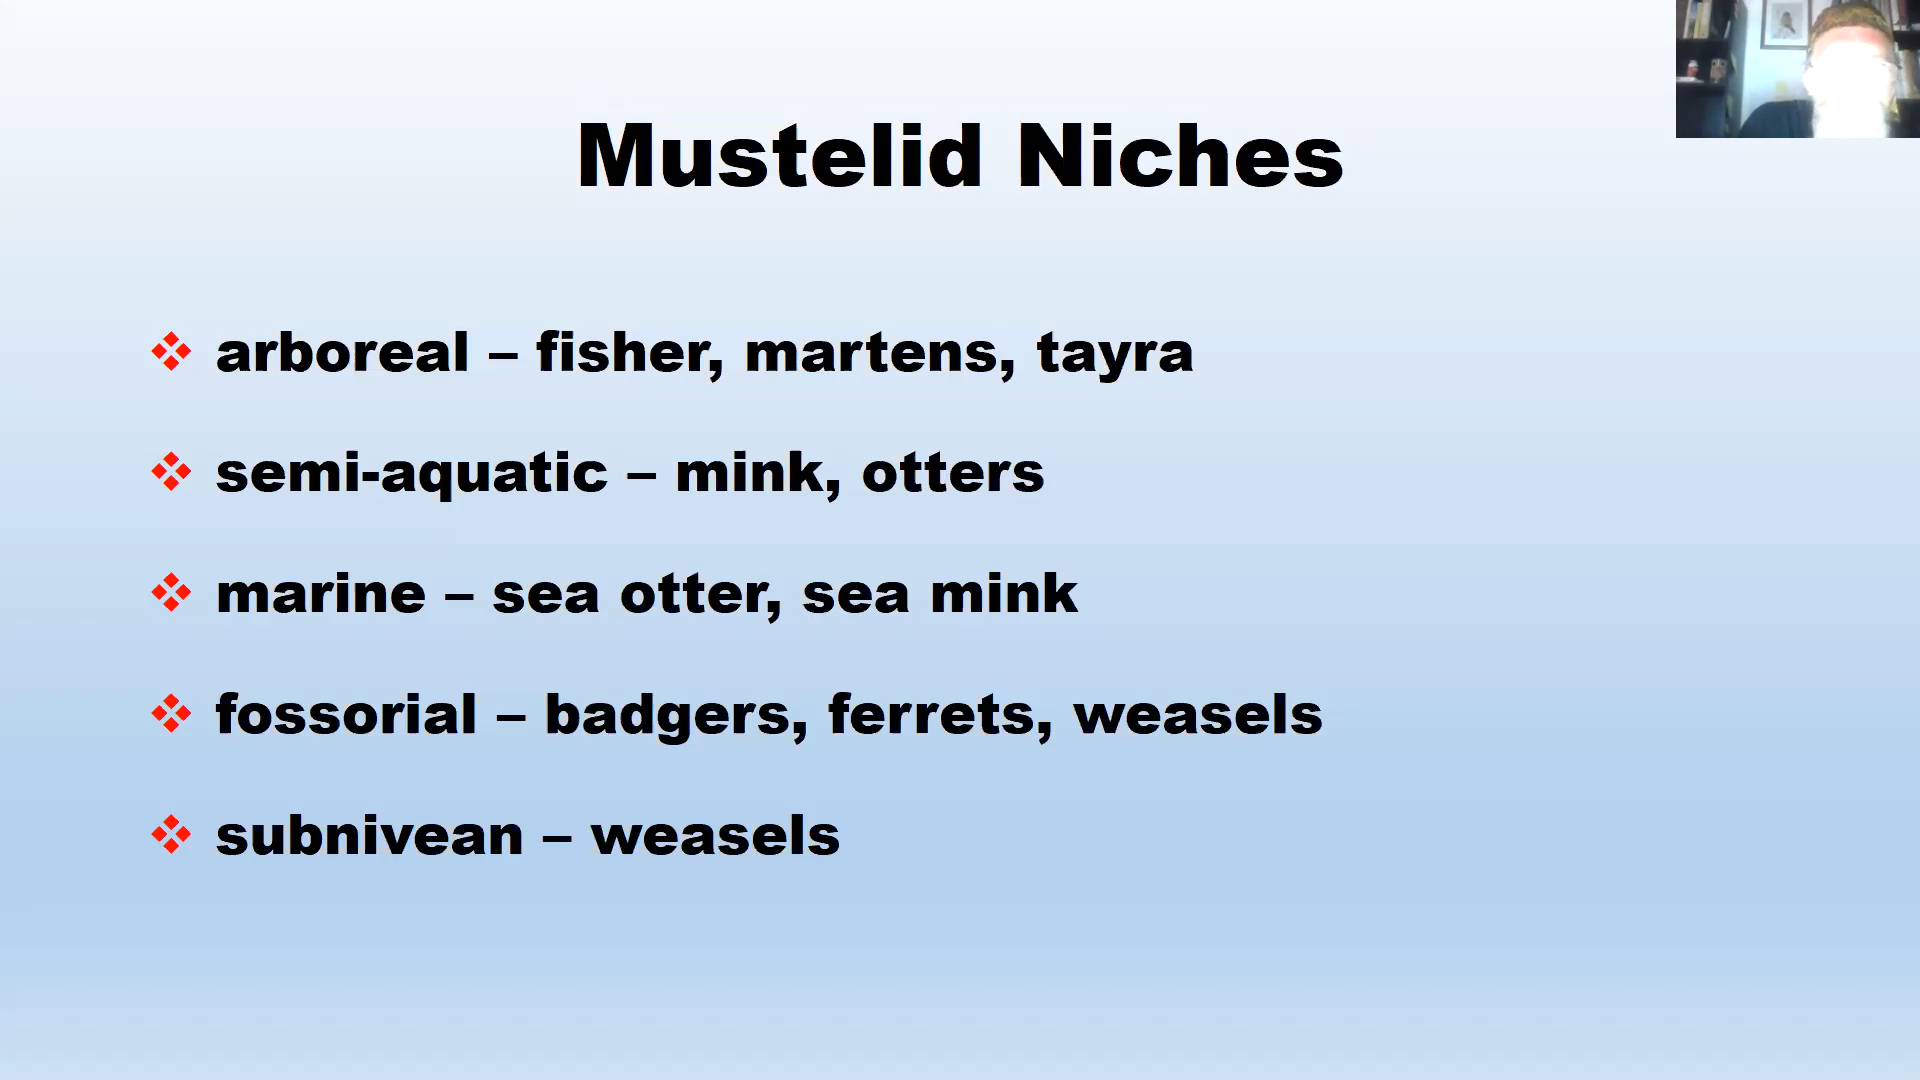 Mustelid Niches
❖ arboreal – fisher, martens, tayra
❖ semi-aquatic – mink, otters
❖ marine – sea otter, sea mink
❖ fossorial – badgers, ferrets, weasels
❖ subnivean – weasels